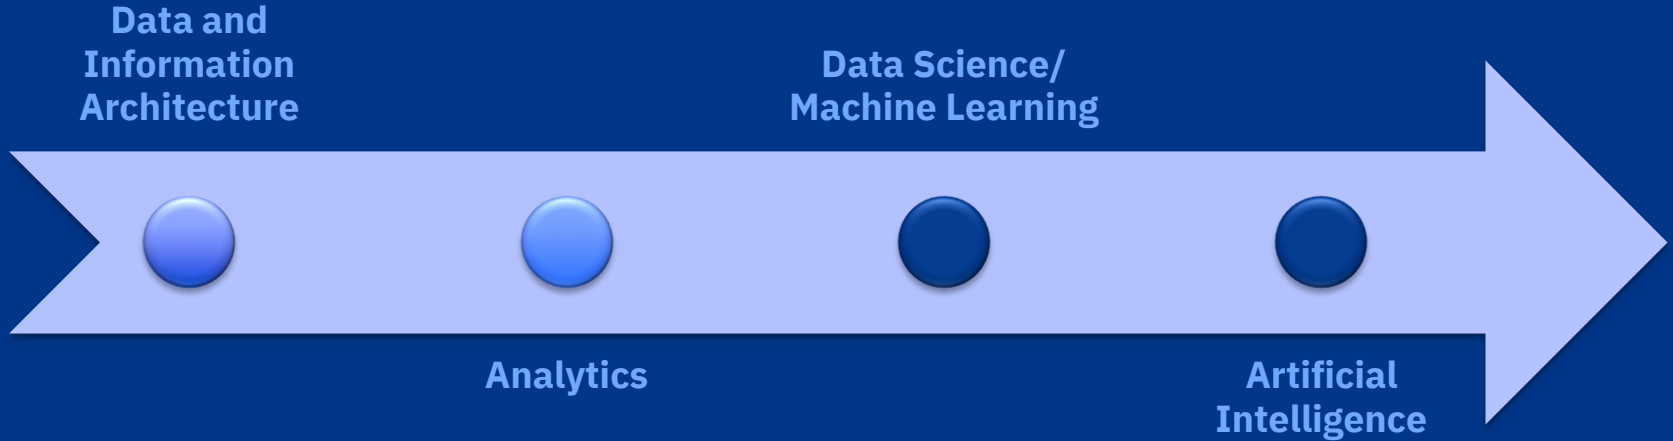 Data and
Information
Architecture
Analytics
Data Science/
Machine Learning
Artificial
Intelligence